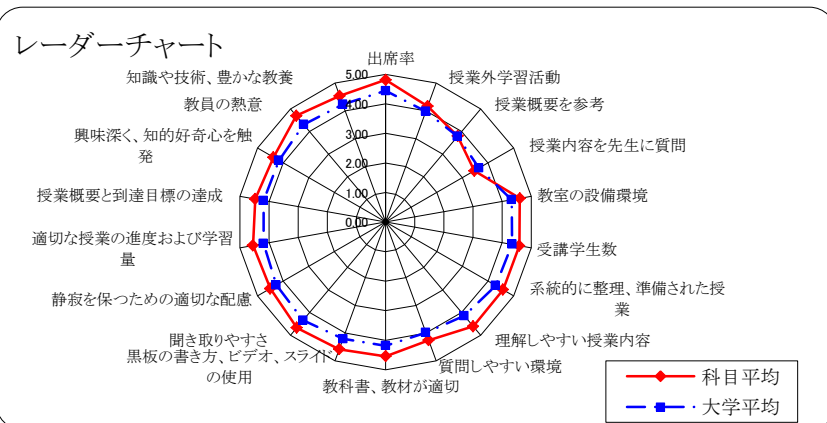 レーダーチャート
出席率
授業外学習活動
授業概要を参考
授業内容を先生に質問
教室の設備環境
受講学生数
系統的に整理、準備された授
業
理解しやすい授業内容
質問しやすい環境
教科書、教材が適切
黒板の書き方、ビデオ、スライド
の使用
聞き取りやすさ
静寂を保つための適切な配慮
適切な授業の進度および学習
量
授業概要と到達目標の達成
興味深く、知的好奇心を触
発
教員の熱意
知識や技術、豊かな教養
5.00
4.00
3.00
2.00
1.00
0.00
科目平均
大学平均